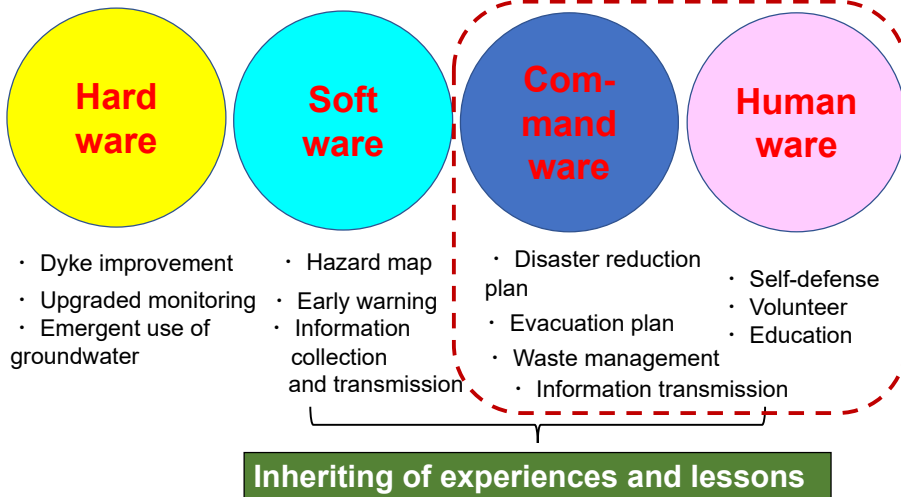 Hard
ware
Soft
ware
Com-
mand
ware
Human
ware
・ Dyke improvement
・ Upgraded monitoring
・ Emergent use of
groundwater
・ Hazard map
・ Early warning
・ Information
collection
and transmission
・ Disaster reduction
plan
・ Evacuation plan
・ Waste management
・ Information transmission
・ Self-defense
・ Volunteer
・ Education
Inheriting of experiences and lessons